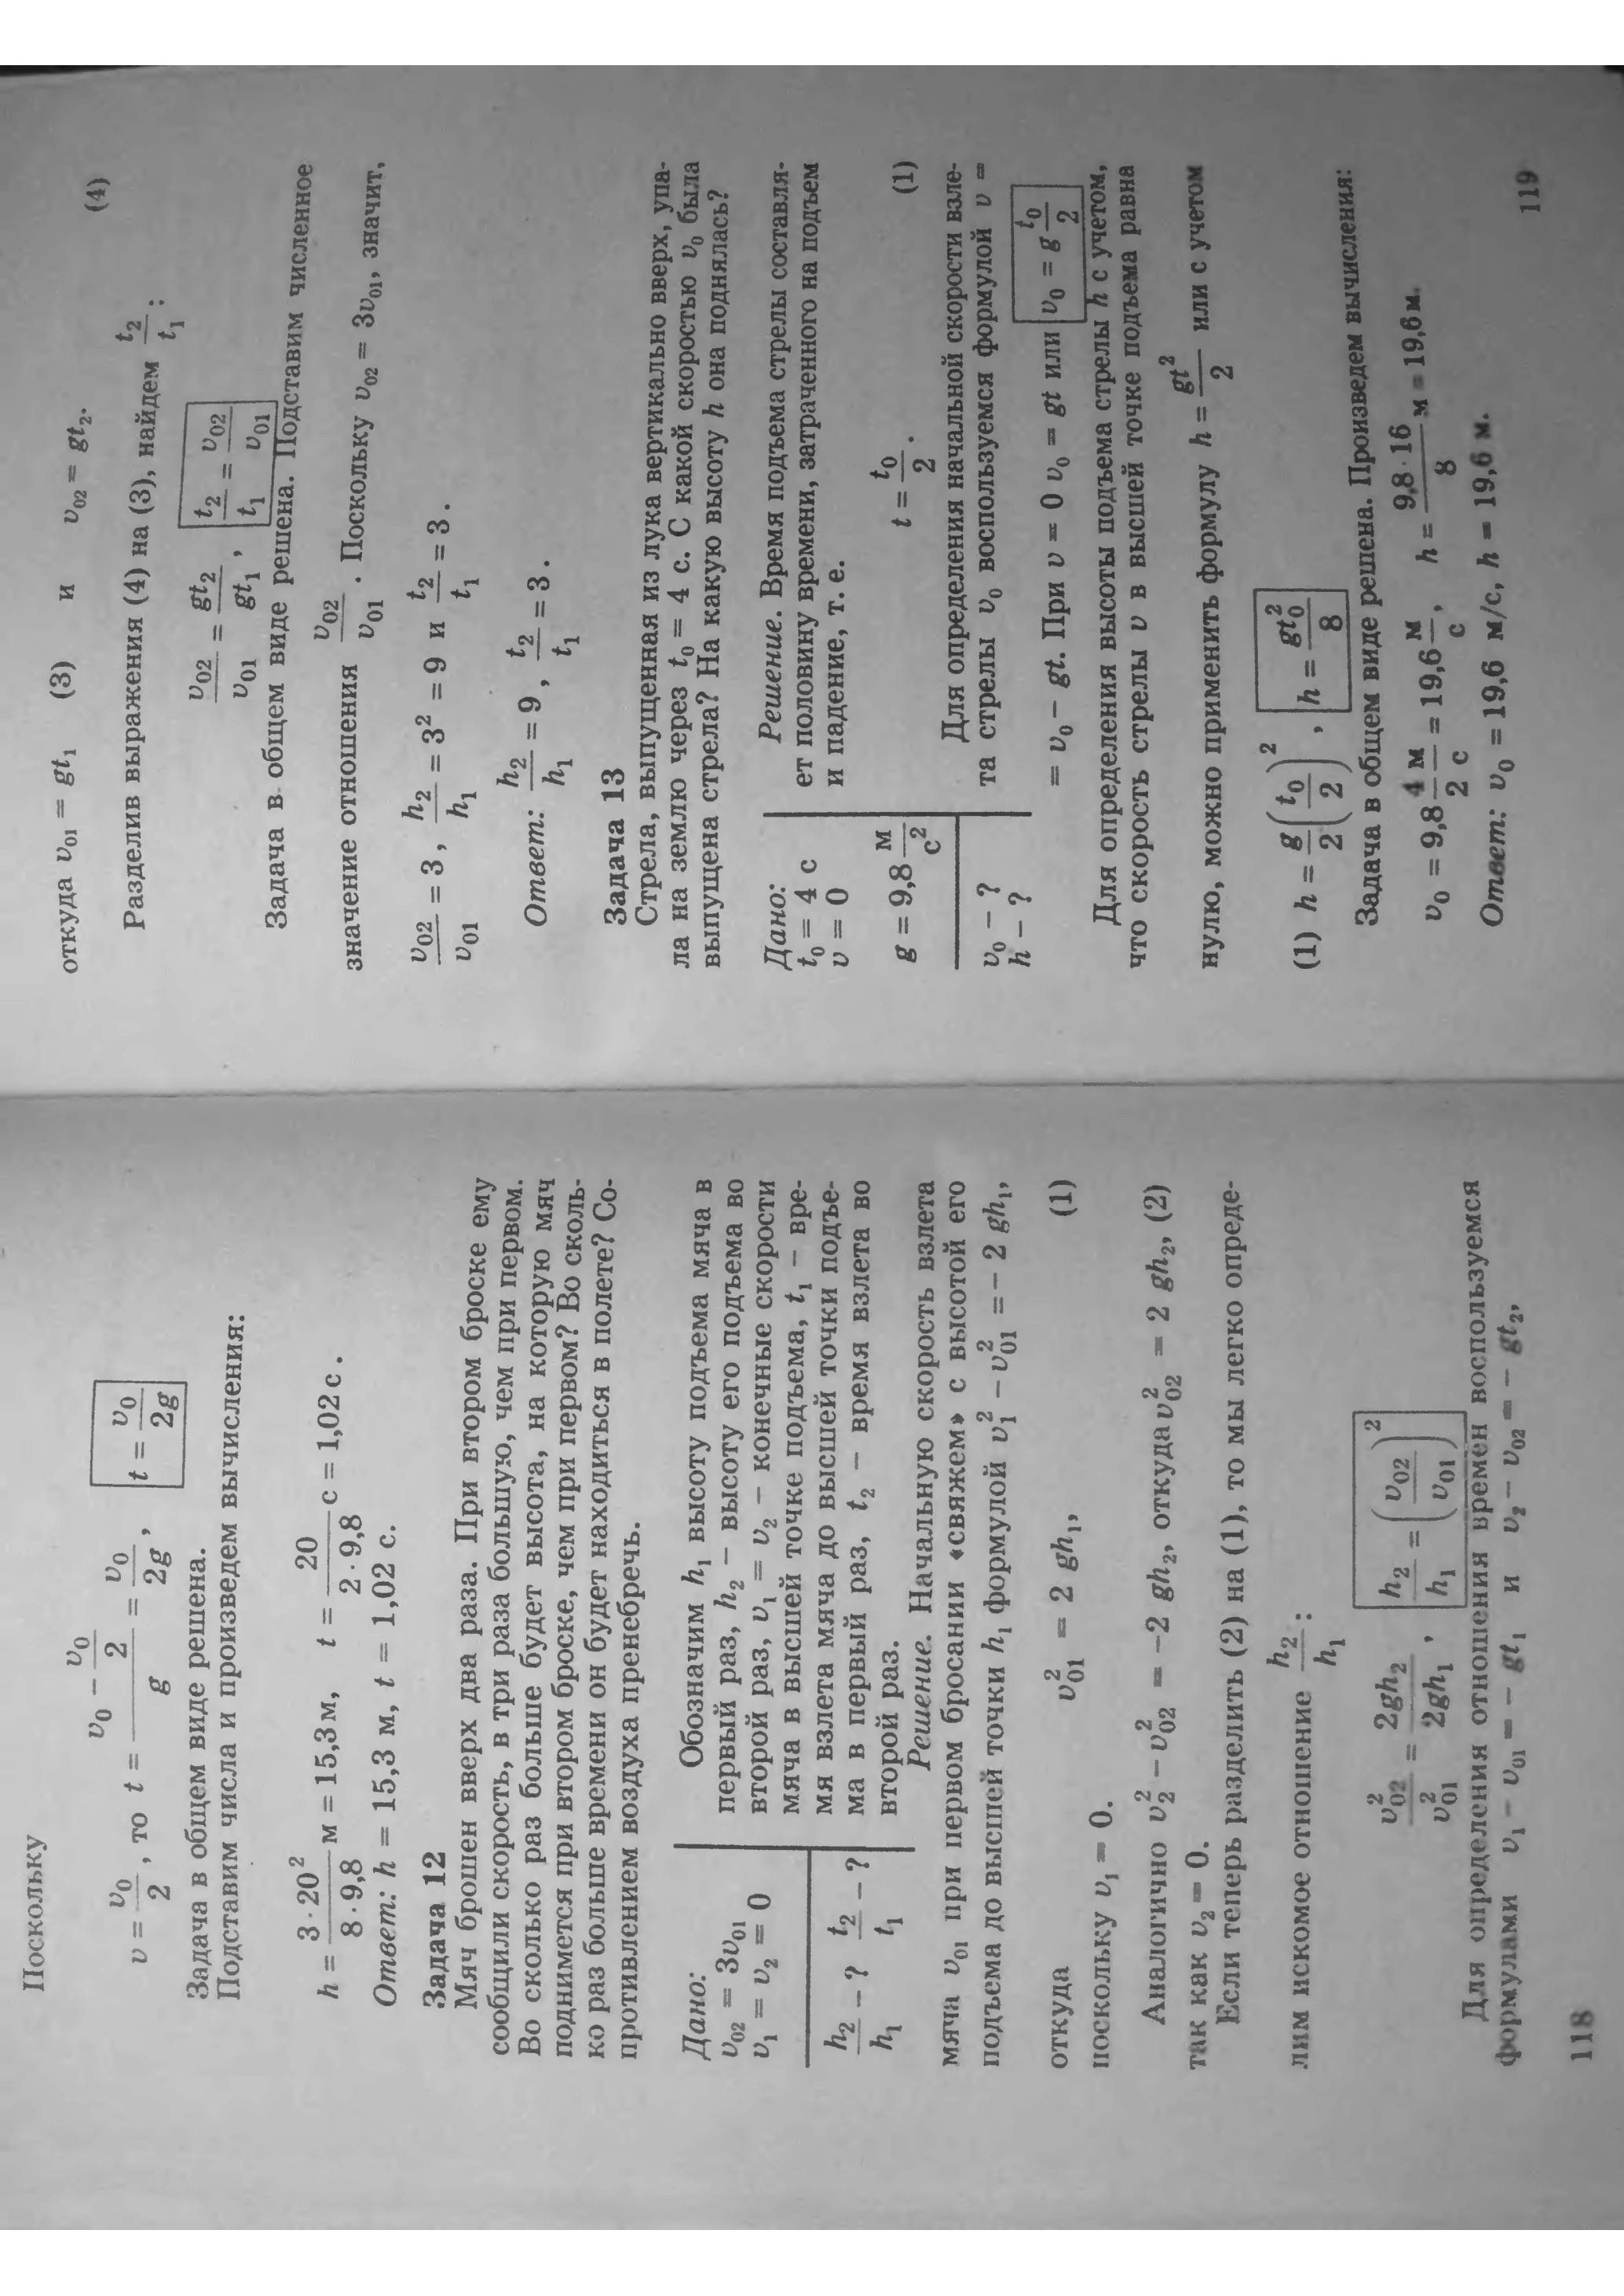 Поскольку
v = v₀/2, то t = (v₀ − v₀/2)/g = v₀/2g, t = v₀/2g
Задача в общем виде решена.
Подставим числа и произведем вычисления:
h = 3·20²/8·9,8 м = 15,3 м, t = 20/2·9,8 с = 1,02 с.
Ответ: h = 15,3 м, t = 1,02 с.
Задача 12
Мяч брошен вверх два раза. При втором броске ему
сообщили скорость, в три раза большую, чем при первом.
Во сколько раз больше будет высота, на которую мяч
поднимется при втором броске, чем при первом? Во сколь-
ко раз больше времени он будет находиться в полете? Со-
противлением воздуха пренебречь.
Дано:
v₀₂ = 3v₀₁
v₁ = v₂ = 0
h₂/h₁ − ? t₂/t₁ − ?
Обозначим h₁ высоту подъема мяча в
первый раз, h₂ − высоту его подъема во
второй раз, v₁ = v₂ − конечные скорости
мяча в высшей точке подъема, t₁ − вре-
мя взлета мяча до высшей точки подъе-
ма в первый раз, t₂ − время взлета во
второй раз.
Решение. Начальную скорость взлета
мяча v₀₁ при первом бросании «свяжем» с высотой его
подъема до высшей точки h₁ формулой v₁² − v₀₁² = − 2 gh₁,
откуда v₀₁² = 2 gh₁, (1)
поскольку v₁ = 0.
Аналогично v₂² − v₀₂² = −2 gh₂, откуда v₀₂² = 2 gh₂, (2)
так как v₂ = 0.
Если теперь разделить (2) на (1), то мы легко опреде-
лим искомое отношение h₂/h₁ :
v₀₂²/v₀₁² = 2gh₂/2gh₁, h₂/h₁ = (v₀₂/v₀₁)²
Для определения отношения времен воспользуемся
формулами v₁ − v₀₁ = − gt₁ и v₂ − v₀₂ = − gt₂,
118
откуда v₀₁ = gt₁ (3) и v₀₂ = gt₂. (4)
Разделив выражения (4) на (3), найдем t₂/t₁ :
v₀₂/v₀₁ = gt₂/gt₁, t₂/t₁ = v₀₂/v₀₁
Задача в общем виде решена. Подставим численное
значение отношения v₀₂/v₀₁. Поскольку v₀₂ = 3v₀₁, значит,
v₀₂/v₀₁ = 3, h₂/h₁ = 3² = 9 и t₂/t₁ = 3.
Ответ: h₂/h₁ = 9, t₂/t₁ = 3.
Задача 13
Стрела, выпущенная из лука вертикально вверх, упа-
ла на землю через t₀ = 4 с. С какой скоростью v₀ была
выпущена стрела? На какую высоту h она поднялась?
Дано:
t₀ = 4 с
v = 0
g = 9,8 м/с²
v₀ − ?
h − ?
Решение. Время подъема стрелы составля-
ет половину времени, затраченного на подъем
и падение, т. е.
t = t₀/2. (1)
Для определения начальной скорости взле-
та стрелы v₀ воспользуемся формулой v =
= v₀ − gt. При v = 0 v₀ = gt или v₀ = g t₀/2
Для определения высоты подъема стрелы h с учетом,
что скорость стрелы v в высшей точке подъема равна
нулю, можно применить формулу h = gt²/2 или с учетом
(1) h = g/2 (t₀/2)², h = gt₀²/8
Задача в общем виде решена. Произведем вычисления:
v₀ = 9,8 4/2 м/с = 19,6 м/с, h = 9,8·16/8 м = 19,6 м.
Ответ: v₀ = 19,6 м/с, h = 19,6 м.
119